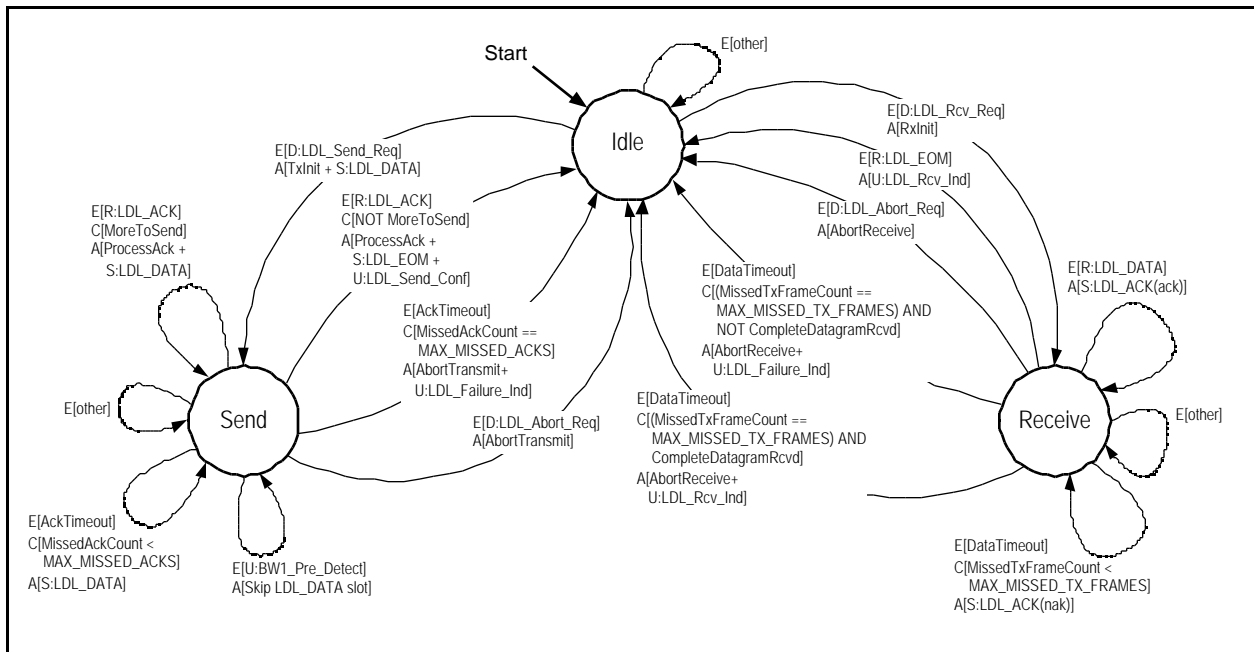 Start
E[other]
Idle
E[D:LDL_Send_Req]
A[TxInit + S:LDL_DATA]
E[D:LDL_Rcv_Req]
A[RxInit]
E[R:LDL_EOM]
A[U:LDL_Rcv_Ind]
E[D:LDL_Abort_Req]
A[AbortReceive]
E[R:LDL_ACK]
C[MoreToSend]
A[ProcessAck +
S:LDL_DATA]
E[R:LDL_ACK]
C[NOT MoreToSend]
A[ProcessAck +
S:LDL_EOM +
U:LDL_Send_Conf]
E[AckTimeout]
C[MissedAckCount ==
MAX_MISSED_ACKS]
A[AbortTransmit+
U:LDL_Failure_Ind]
E[D:LDL_Abort_Req]
A[AbortTransmit]
E[DataTimeout]
C[(MissedTxFrameCount ==
MAX_MISSED_TX_FRAMES) AND
NOT CompleteDatagramRcvd]
A[AbortReceive+
U:LDL_Failure_Ind]
E[DataTimeout]
C[(MissedTxFrameCount ==
MAX_MISSED_TX_FRAMES) AND
CompleteDatagramRcvd]
A[AbortReceive+
U:LDL_Rcv_Ind]
E[R:LDL_DATA]
A[S:LDL_ACK(ack)]
E[other]
Send
Receive
E[other]
E[AckTimeout]
C[MissedAckCount <
MAX_MISSED_ACKS]
A[S:LDL_DATA]
E[U:BW1_Pre_Detect]
A[Skip LDL_DATA slot]
E[DataTimeout]
C[MissedTxFrameCount <
MAX_MISSED_TX_FRAMES]
A[S:LDL_ACK(nak)]